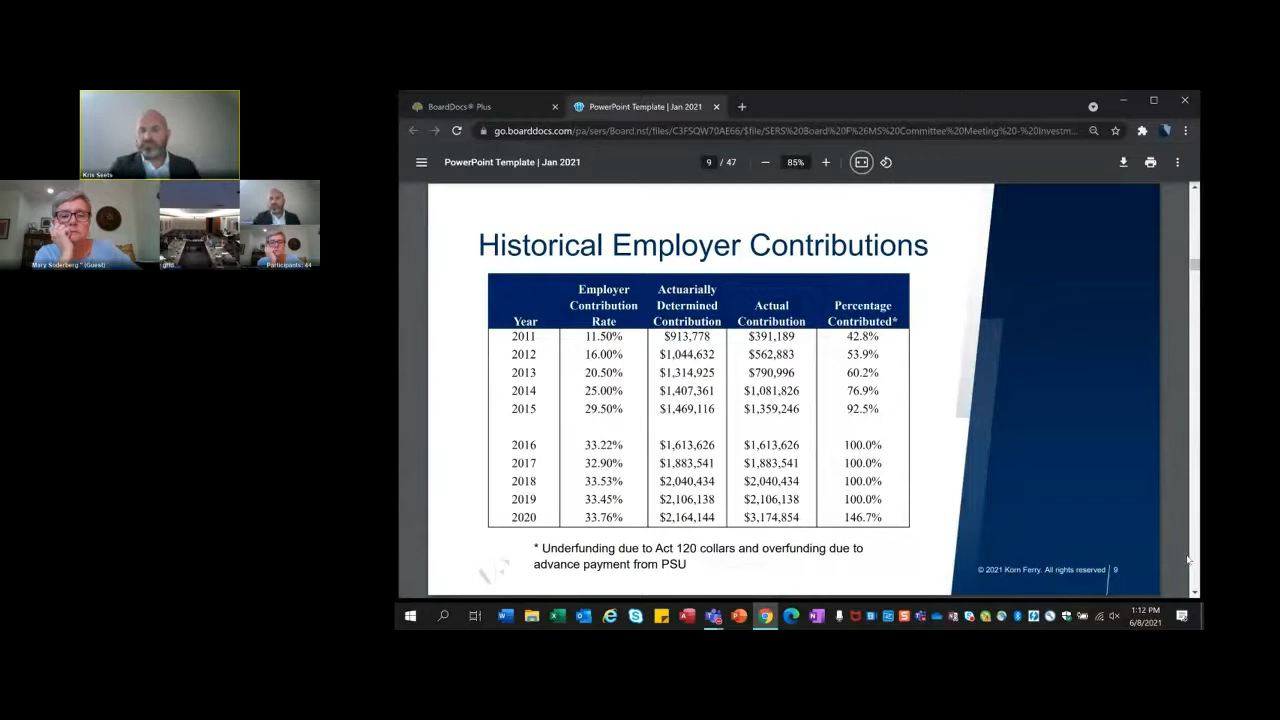 Kris Seets
Mary Soderberg * (Guest)
Participants: 44
BoardDocs® Plus
PowerPoint Template | Jan 2021
PowerPoint Template | Jan 2021
9 / 47
85%
Historical Employer Contributions
Year Employer Contribution Rate Actuarially Determined Contribution Actual Contribution Percentage Contributed*
2011 11.50% $913,778 $391,189 42.8%
2012 16.00% $1,044,632 $562,883 53.9%
2013 20.50% $1,314,925 $790,996 60.2%
2014 25.00% $1,407,361 $1,081,826 76.9%
2015 29.50% $1,469,116 $1,359,246 92.5%
2016 33.22% $1,613,626 $1,613,626 100.0%
2017 32.90% $1,883,541 $1,883,541 100.0%
2018 33.53% $2,040,434 $2,040,434 100.0%
2019 33.45% $2,106,138 $2,106,138 100.0%
2020 33.76% $2,164,144 $3,174,854 146.7%
* Underfunding due to Act 120 collars and overfunding due to
advance payment from PSU
© 2021 Korn Ferry. All rights reserved 9
1:12 PM
6/8/2021